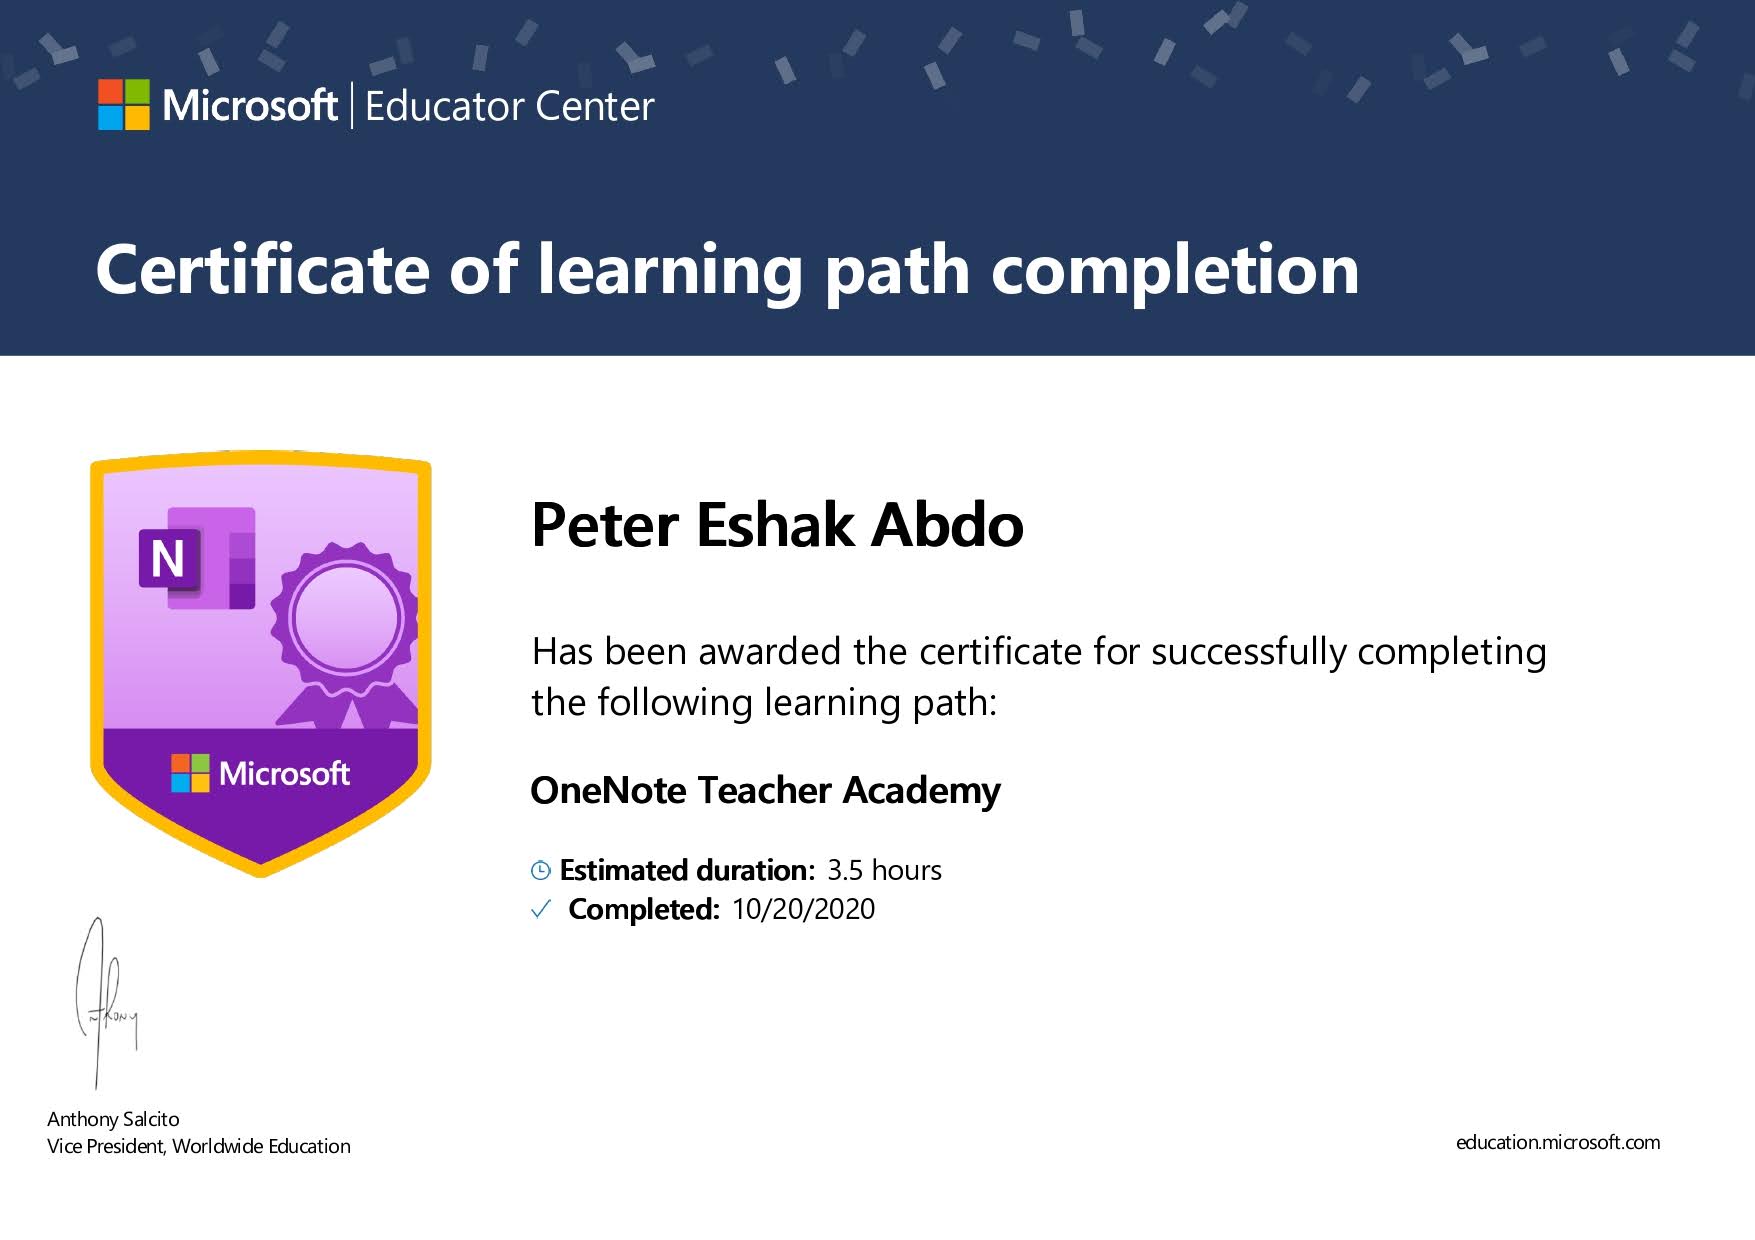 Microsoft | Educator Center
Certificate of learning path completion
N
Microsoft
Peter Eshak Abdo
Has been awarded the certificate for successfully completing
the following learning path:
OneNote Teacher Academy
Estimated duration: 3.5 hours
Completed: 10/20/2020
Anthony
Anthony Salcito
Vice President, Worldwide Education
education.microsoft.com